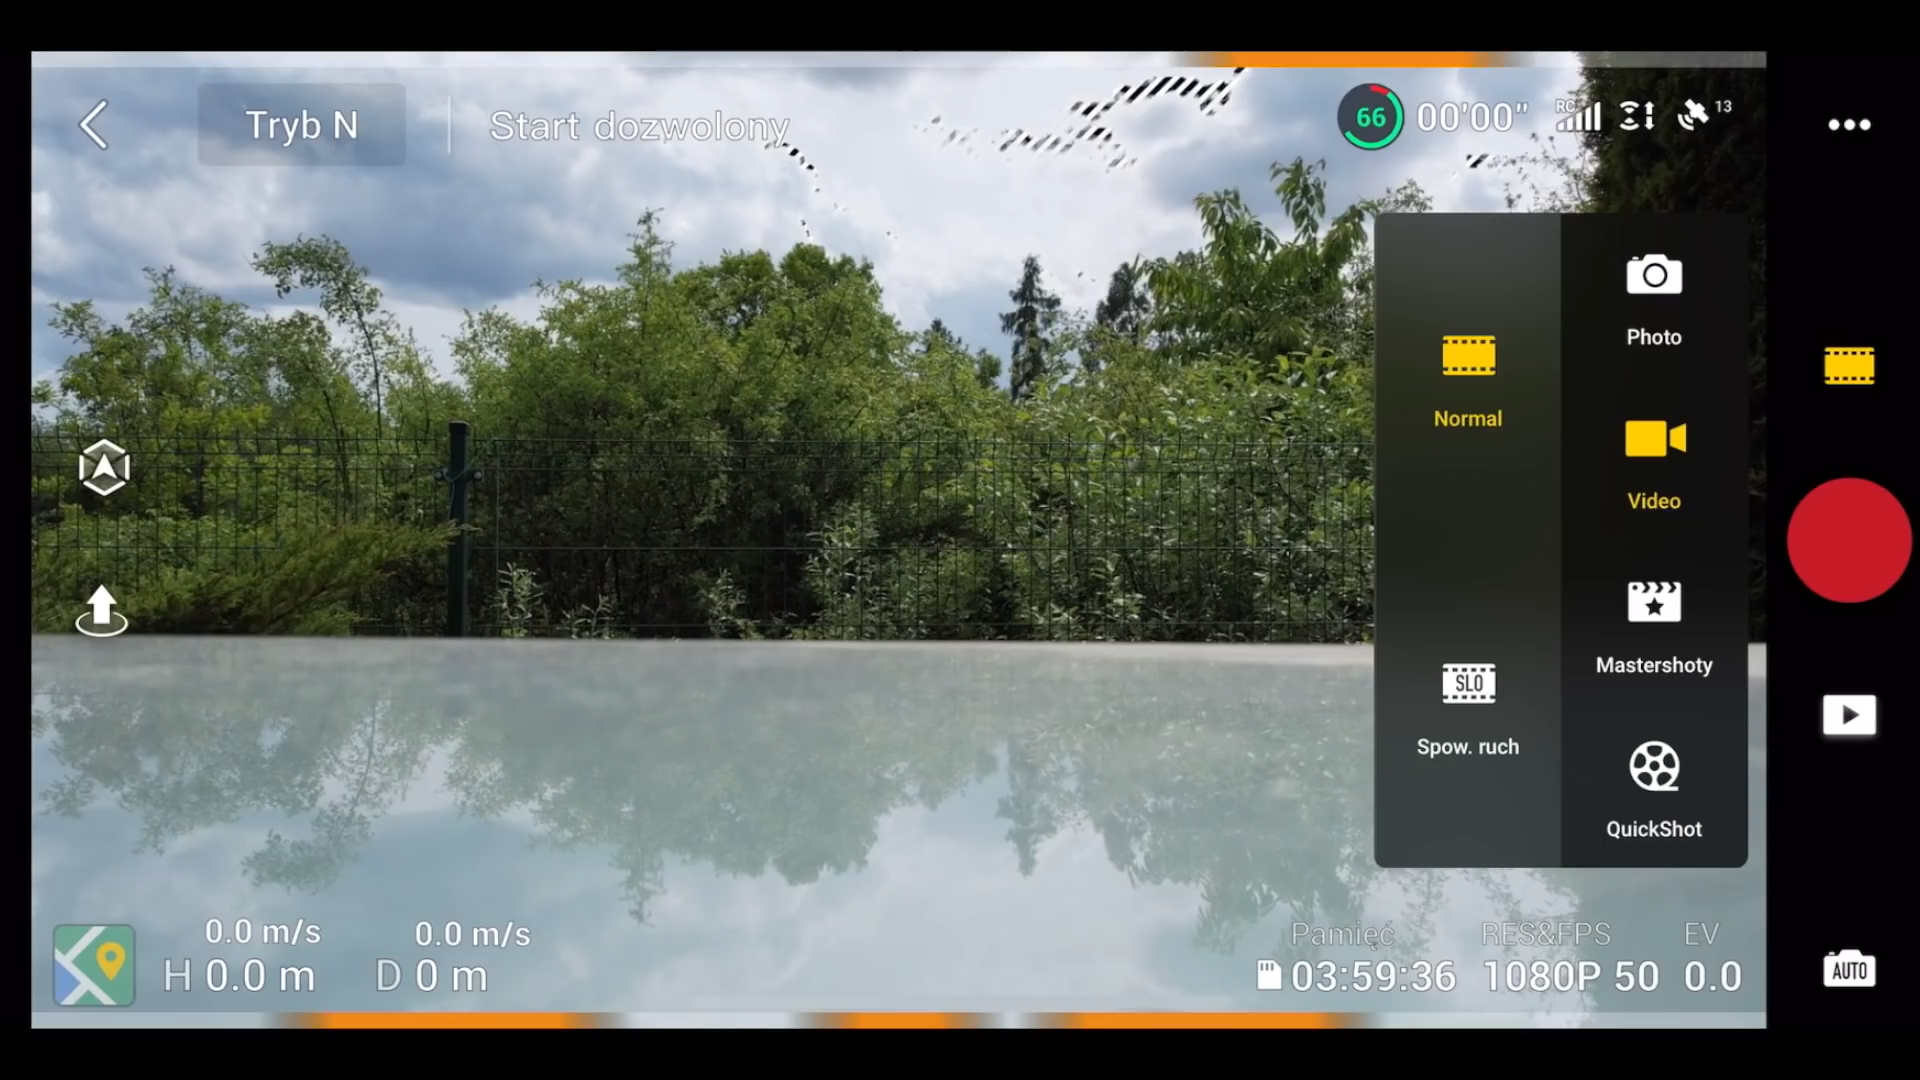 Tryb N
Start dozwolony
66
00'00"
RC
13
Photo
Normal
Video
Mastershoty
SLO
Spow. ruch
QuickShot
0.0 m/s
0.0 m/s
H 0.0 m
D 0 m
Pamięć
RES&FPS
EV
03:59:36
1080P 50
0.0
AUTO